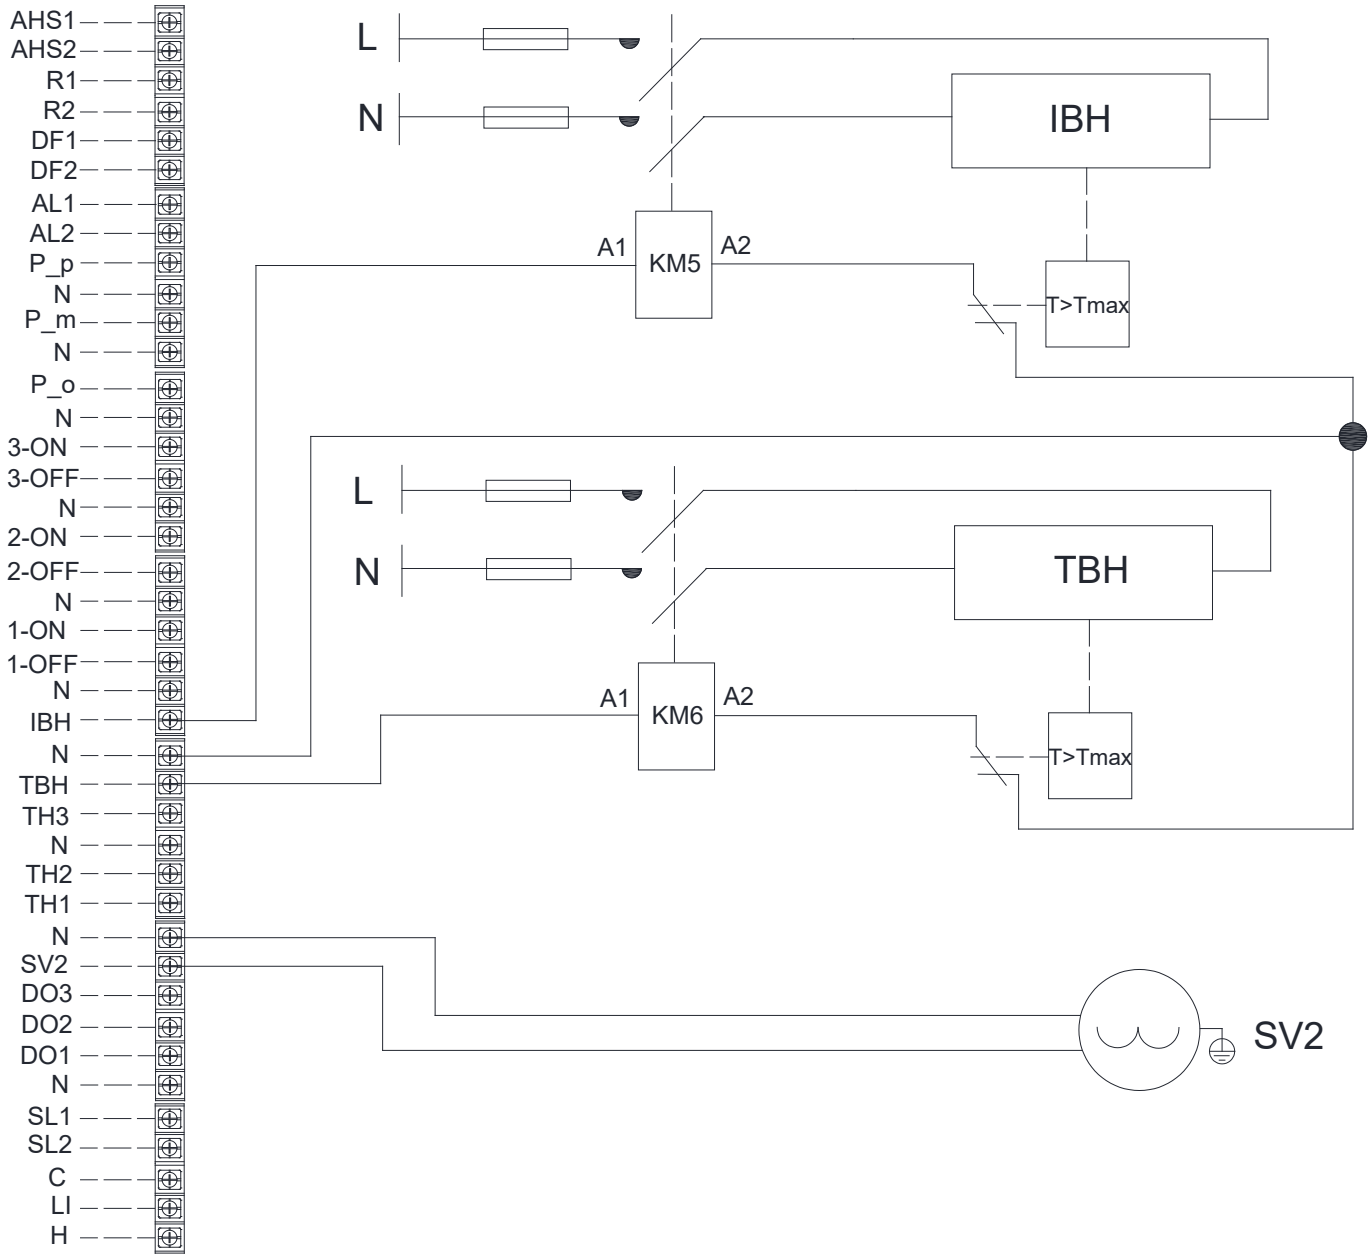 AHS1
AHS2
R1
R2
DF1
DF2
AL1
AL2
P_p
N
P_m
N
P_o
N
3-ON
3-OFF
N
2-ON
2-OFF
N
1-ON
1-OFF
N
IBH
N
TBH
TH3
N
TH2
TH1
N
SV2
DO3
DO2
DO1
N
SL1
SL2
C
LI
H
L
N
IBH
A1
KM5
A2
T>Tmax
L
N
TBH
A1
KM6
A2
T>Tmax
SV2